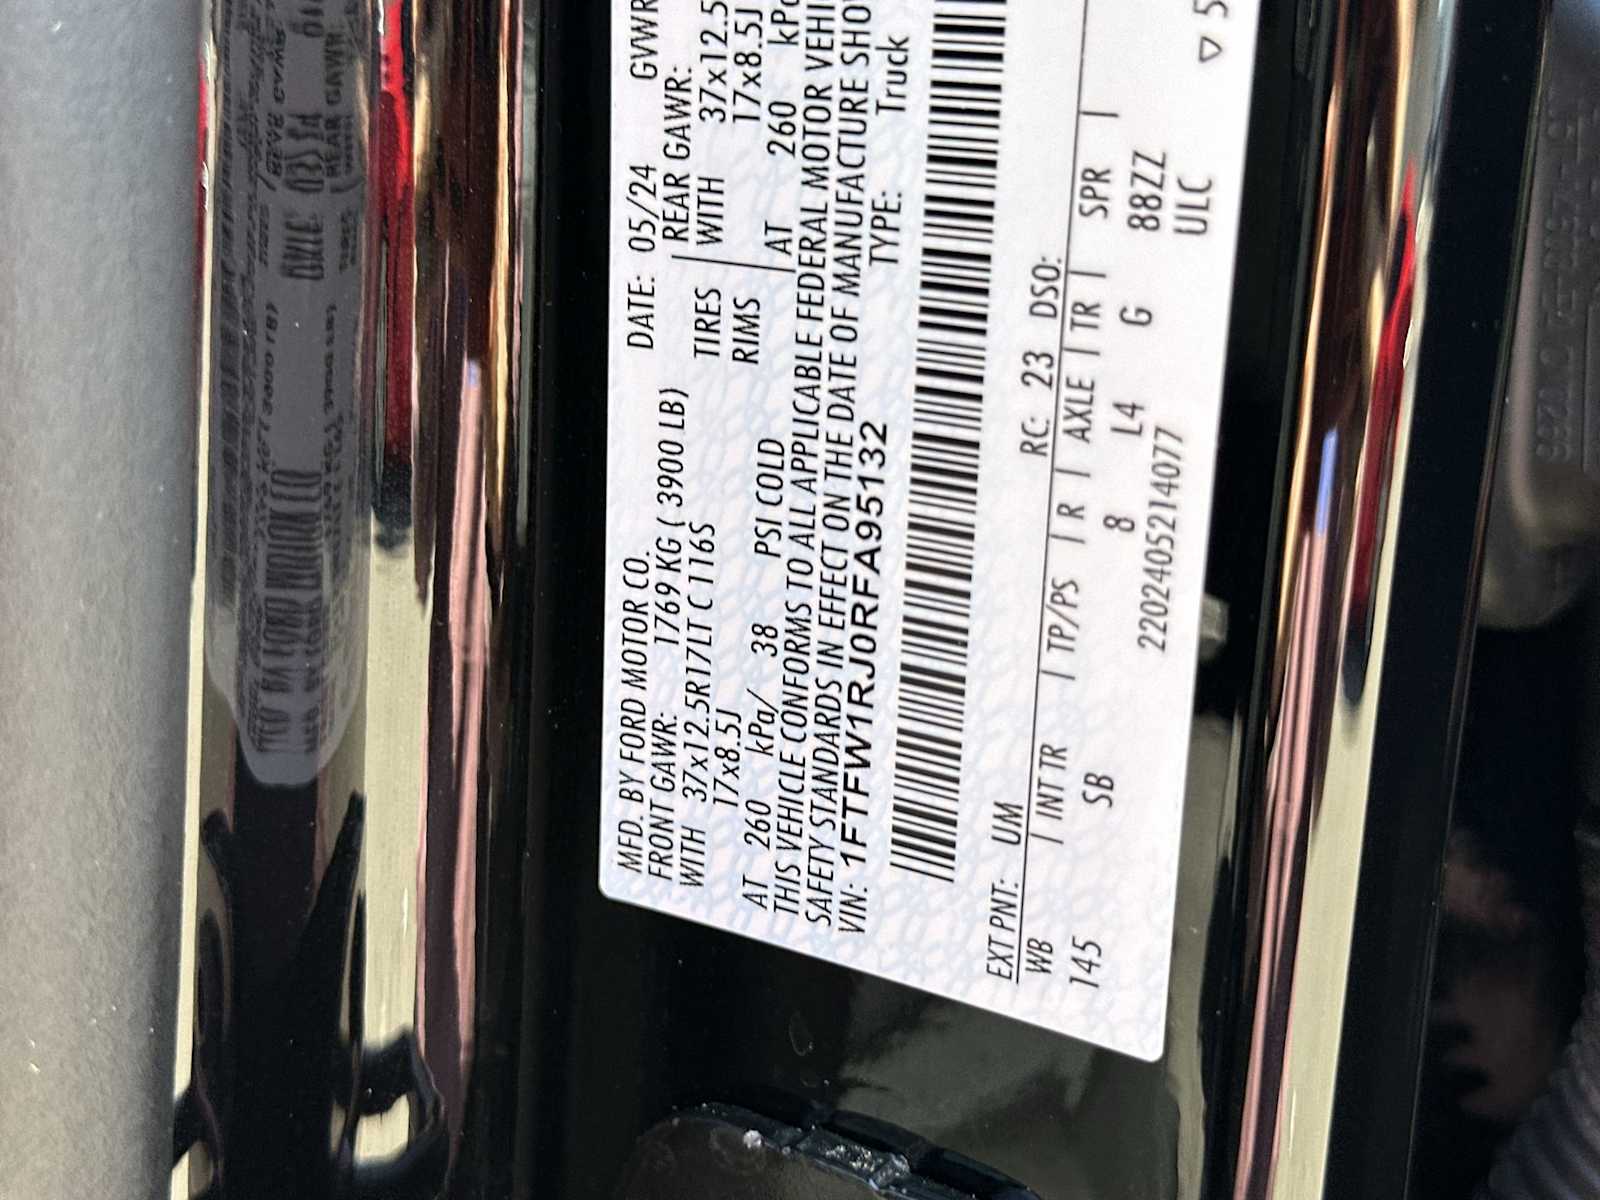 MFD. BY FORD MOTOR CO.
DATE: 05/24
GVWR
FRONT GAWR: 1769 KG ( 3900 LB)
REAR GAWR:
WITH 37x12.5R17LT C 116S
TIRES WITH 37x12.5
17x8.5J
RIMS 17x8.5J
AT 260 kPa/ 38 PSI COLD
AT 260 kPa
THIS VEHICLE CONFORMS TO ALL APPLICABLE FEDERAL MOTOR VEHI
SAFETY STANDARDS IN EFFECT ON THE DATE OF MANUFACTURE SHO
VIN: 1FTFW1RJ0RFA95132
TYPE: Truck
EXT PNT: UM RC: 23 DSO:
WB | INT TR | TP/PS | R | AXLE | TR | SPR |
145 SB 8 L4 G 88ZZ
2202405214077 ULC
▽ 5